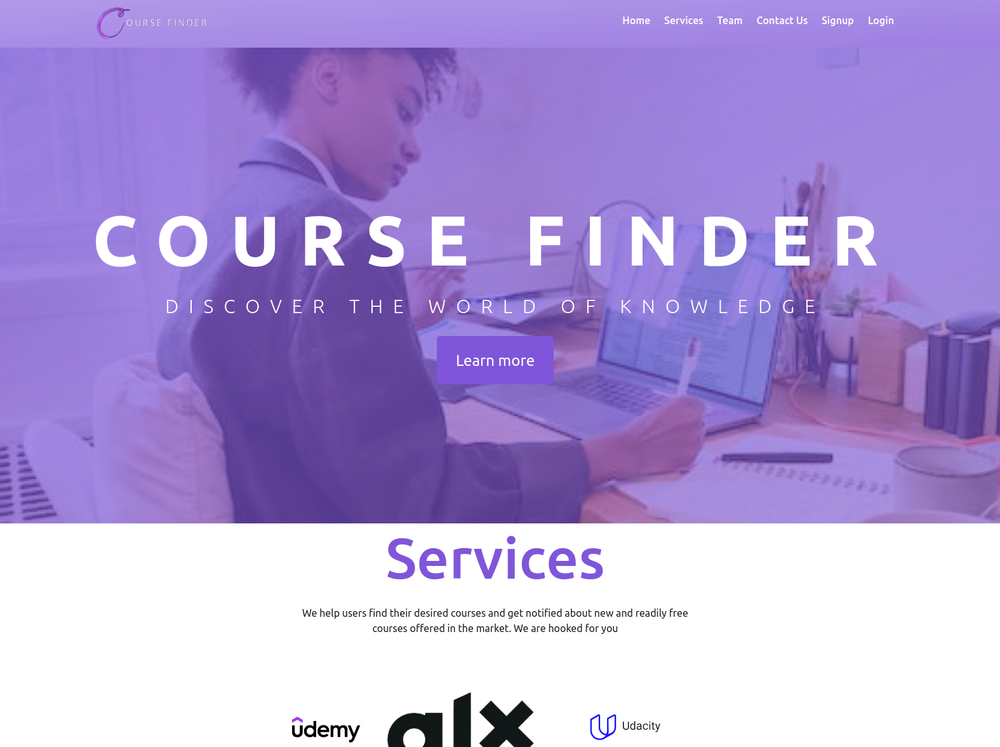 COURSE FINDER
Home Services Team Contact Us Signup Login
COURSE FINDER
DISCOVER THE WORLD OF KNOWLEDGE
Learn more
Services
We help users find their desired courses and get notified about new and readily free
courses offered in the market. We are hooked for you
udemy alx Udacity